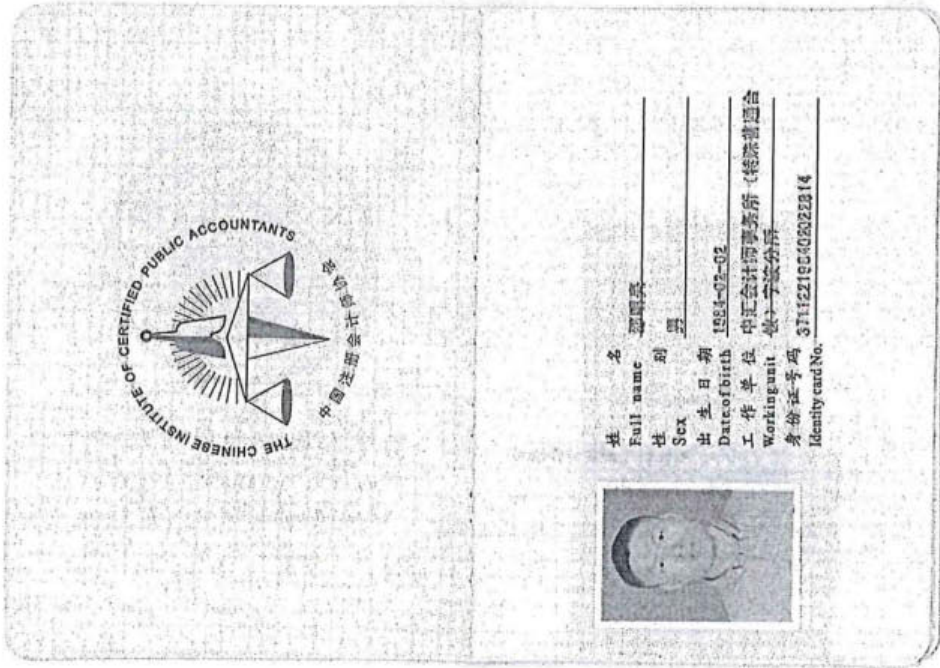 THE CHINESE INSTITUTE OF CERTIFIED PUBLIC ACCOUNTANTS
中国注册会计师协会
姓 名
Full name
性 别 男
Sex
出 生 日 期 1984-02-02
Date of birth
工 作 单 位 中汇会计师事务所（特殊普通合
Working unit 伙）宁波分所
身份证号码
Identity card No.